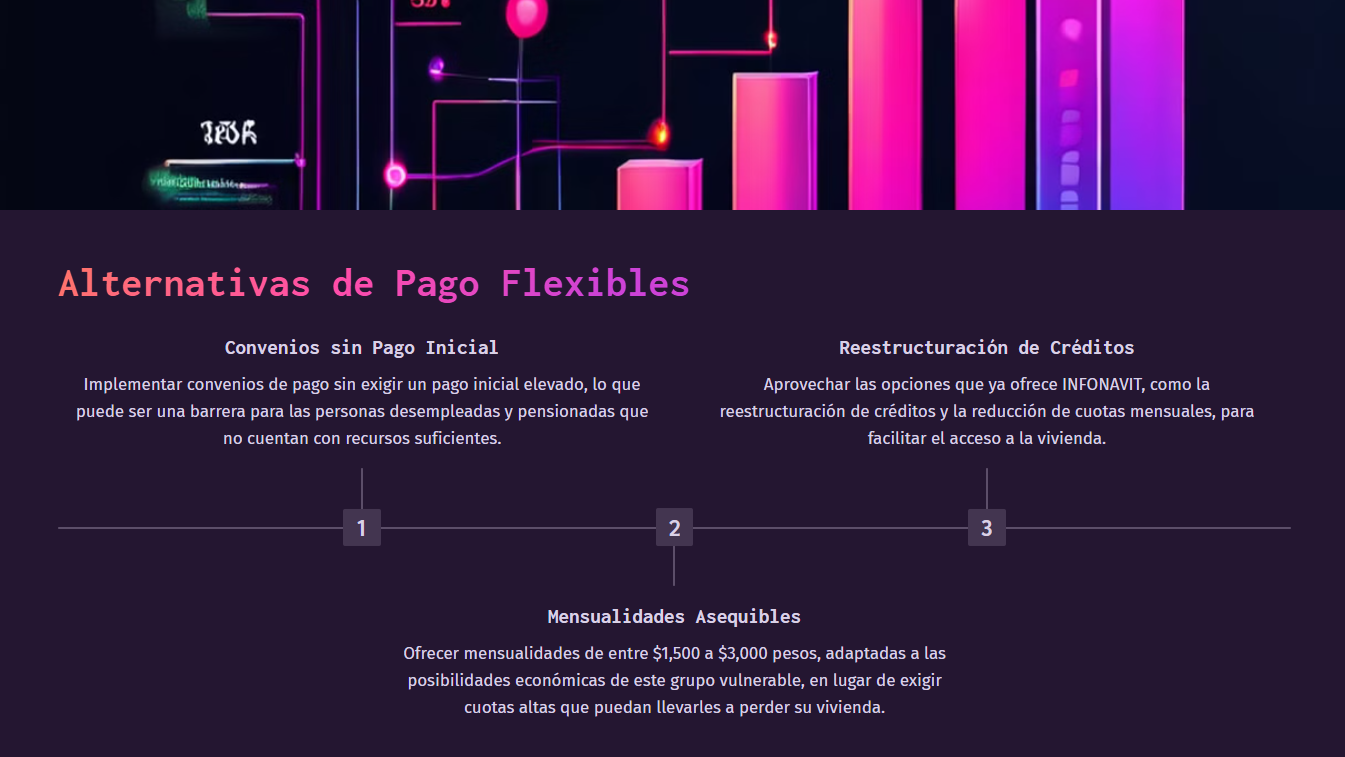 Alternativas de Pago Flexibles
Convenios sin Pago Inicial
Implementar convenios de pago sin exigir un pago inicial elevado, lo que
puede ser una barrera para las personas desempleadas y pensionadas que
no cuentan con recursos suficientes.
Reestructuración de Créditos
Aprovechar las opciones que ya ofrece INFONAVIT, como la
reestructuración de créditos y la reducción de cuotas mensuales, para
facilitar el acceso a la vivienda.
1
2
3
Mensualidades Asequibles
Ofrecer mensualidades de entre $1,500 a $3,000 pesos, adaptadas a las
posibilidades económicas de este grupo vulnerable, en lugar de exigir
cuotas altas que puedan llevarles a perder su vivienda.